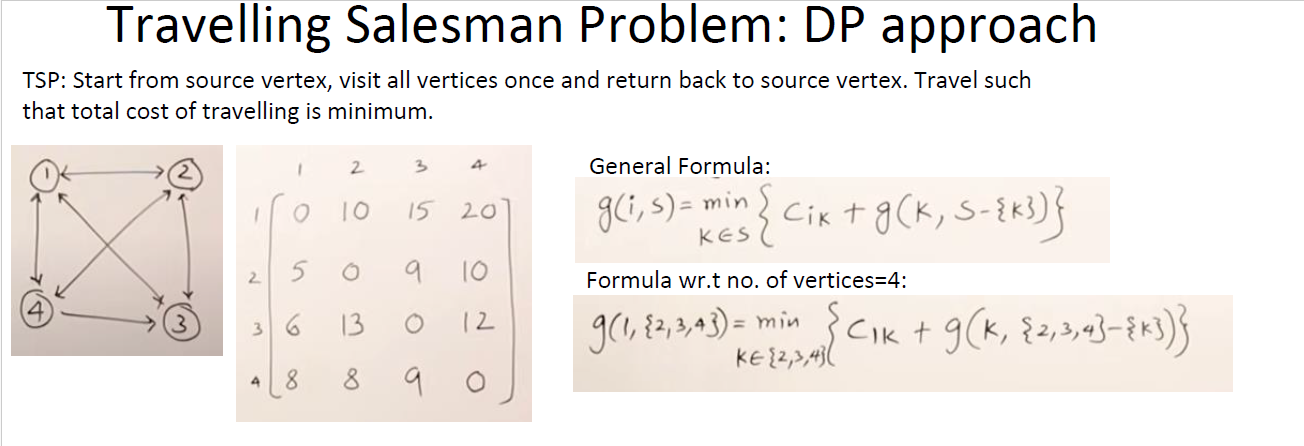 Travelling Salesman Problem: DP approach
TSP: Start from source vertex, visit all vertices once and return back to source vertex. Travel such
that total cost of travelling is minimum.
1 2
4 3
1 2 3 4
1 0 10 15 20
2 5 0 9 10
3 6 13 0 12
4 8 8 9 0
General Formula:
g(i,s)= min { CiK + g(K, S-{K})}
K∈S
Formula wr.t no. of vertices=4:
g(1,{2,3,4})= min { C1K + g(K, {2,3,4}-{K})}
K∈{2,3,4}